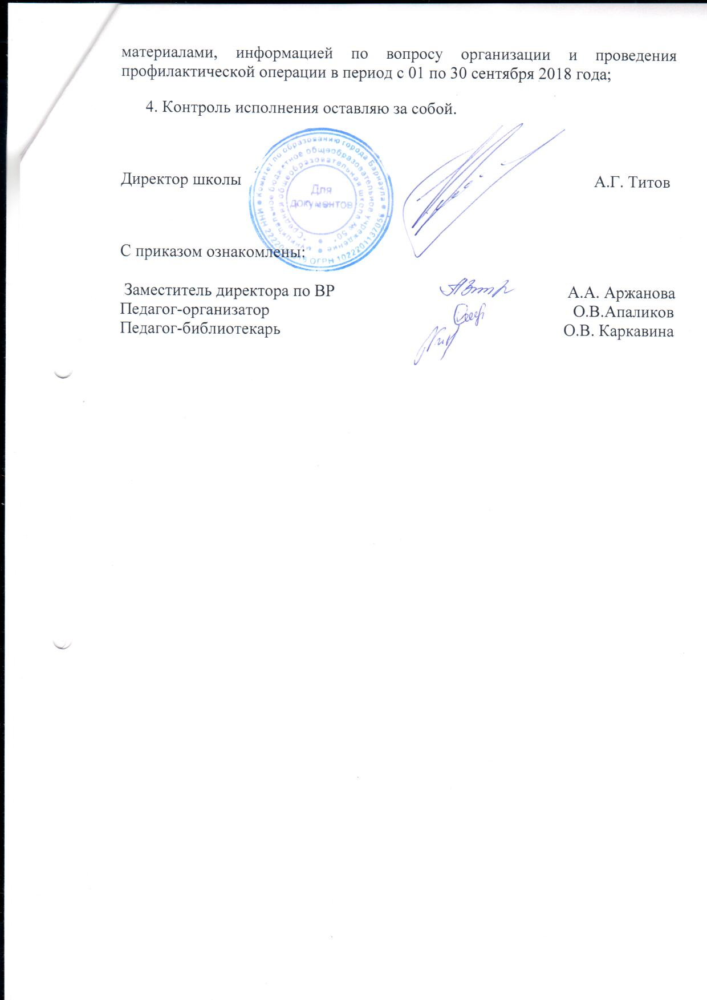 материалами, информацией по вопросу организации и проведения
профилактической операции в период с 01 по 30 сентября 2018 года;
4. Контроль исполнения оставляю за собой.
Директор школы А.Г. Титов
Комитет по образованию города Барнаула
ИНН ОГРН 1022201137056
муниципальное бюджетное общеобразовательное учреждение
"Средняя общеобразовательная школа № 50"
Для
документов
С приказом ознакомлены:
Заместитель директора по ВР А.А. Аржанова
Педагог-организатор О.В.Апаликов
Педагог-библиотекарь О.В. Каркавина